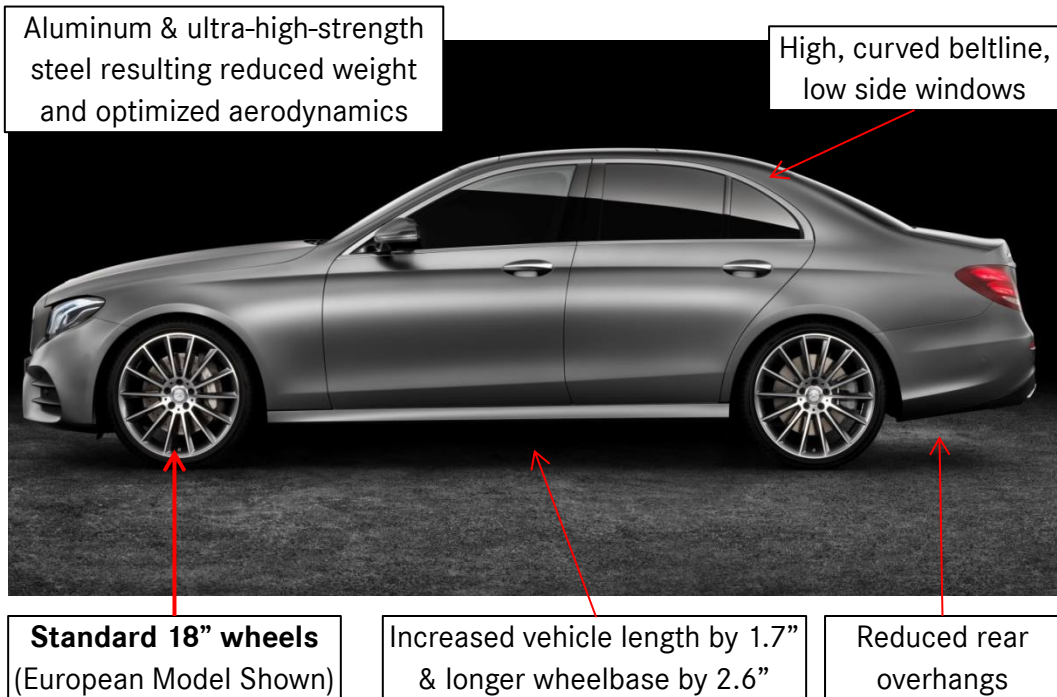 Aluminum & ultra-high-strength
steel resulting reduced weight
and optimized aerodynamics
High, curved beltline,
low side windows
Standard 18” wheels
(European Model Shown)
Increased vehicle length by 1.7”
& longer wheelbase by 2.6”
Reduced rear
overhangs